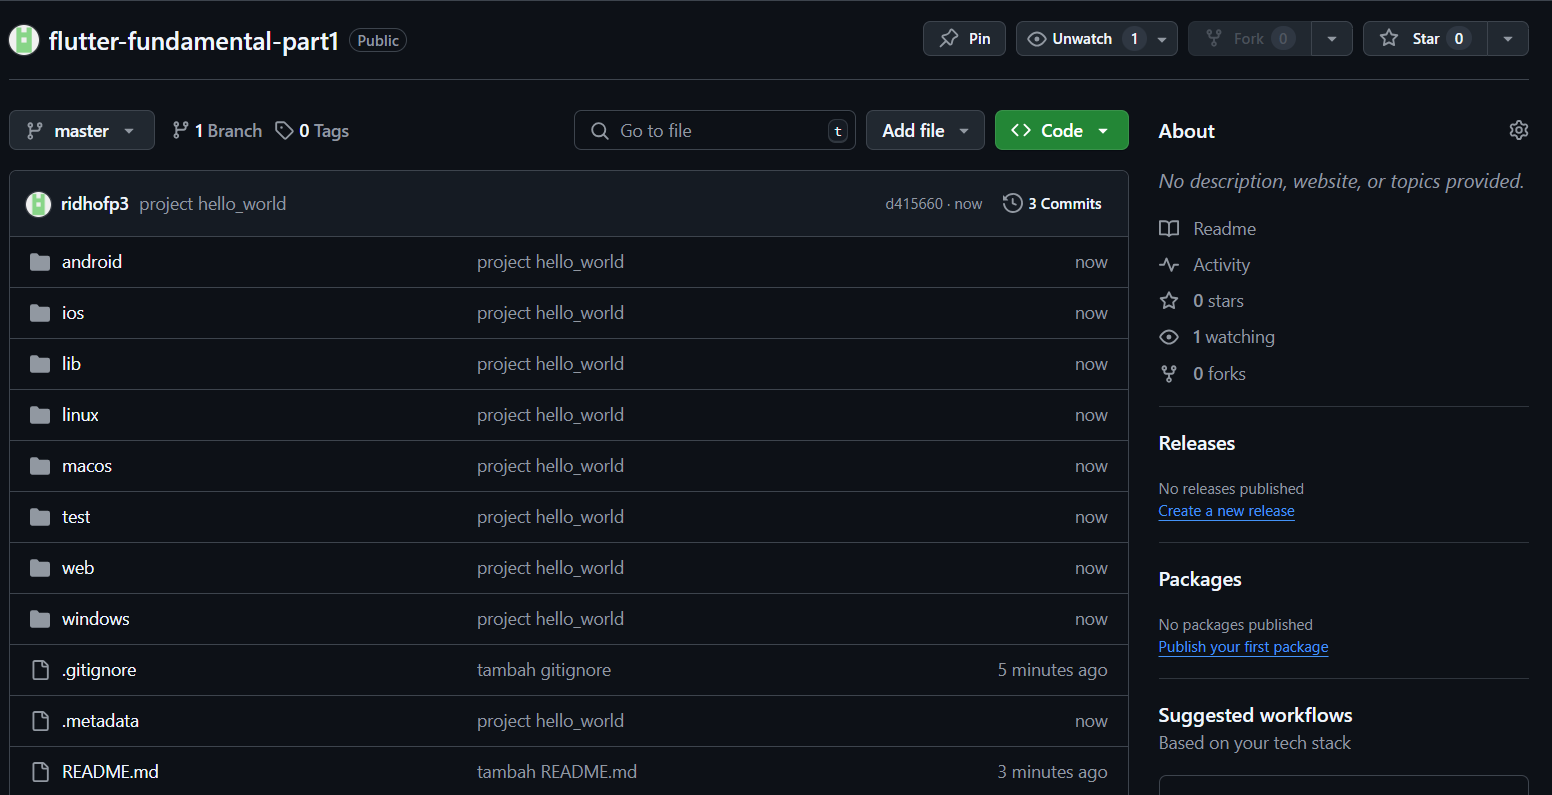 flutter-fundamental-part1 Public Pin Unwatch 1 Fork 0 Star 0
master 1 Branch 0 Tags Go to file t Add file Code
ridhofp3 project hello_world d415660 · now 3 Commits
android project hello_world now
ios project hello_world now
lib project hello_world now
linux project hello_world now
macos project hello_world now
test project hello_world now
web project hello_world now
windows project hello_world now
.gitignore tambah gitignore 5 minutes ago
.metadata project hello_world now
README.md tambah README.md 3 minutes ago
About
No description, website, or topics provided.
Readme
Activity
0 stars
1 watching
0 forks
Releases
No releases published
Create a new release
Packages
No packages published
Publish your first package
Suggested workflows
Based on your tech stack